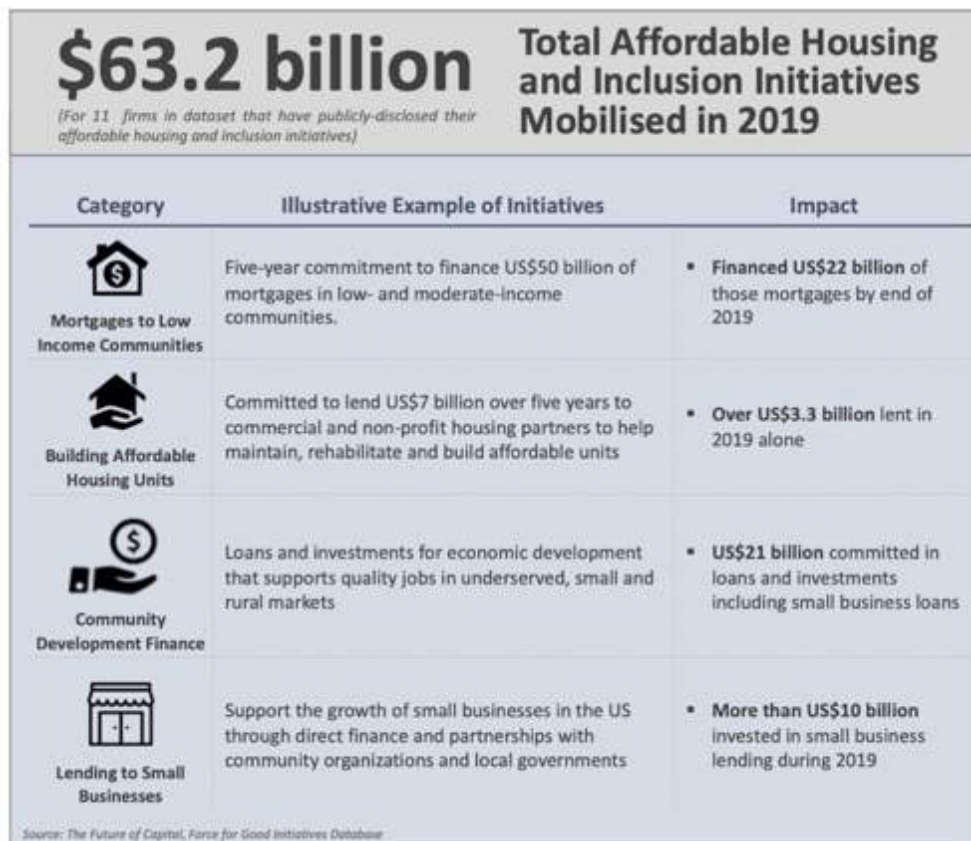 $63.2 billion
(For 11 firms in dataset that have publicly-disclosed their
affordable housing and inclusion initiatives)
Total Affordable Housing
and Inclusion Initiatives
Mobilised in 2019
Category
Illustrative Example of Initiatives
Impact
$
Mortgages to Low
Income Communities
Five-year commitment to finance US$50 billion of
mortgages in low- and moderate-income
communities.
▪ Financed US$22 billion of
those mortgages by end of
2019
Building Affordable
Housing Units
Committed to lend US$7 billion over five years to
commercial and non-profit housing partners to help
maintain, rehabilitate and build affordable units
▪ Over US$3.3 billion lent in
2019 alone
$
Community
Development Finance
Loans and investments for economic development
that supports quality jobs in underserved, small and
rural markets
▪ US$21 billion committed in
loans and investments
including small business loans
Lending to Small
Businesses
Support the growth of small businesses in the US
through direct finance and partnerships with
community organizations and local governments
▪ More than US$10 billion
invested in small business
lending during 2019
Source: The Future of Capital, Force for Good Initiatives Database